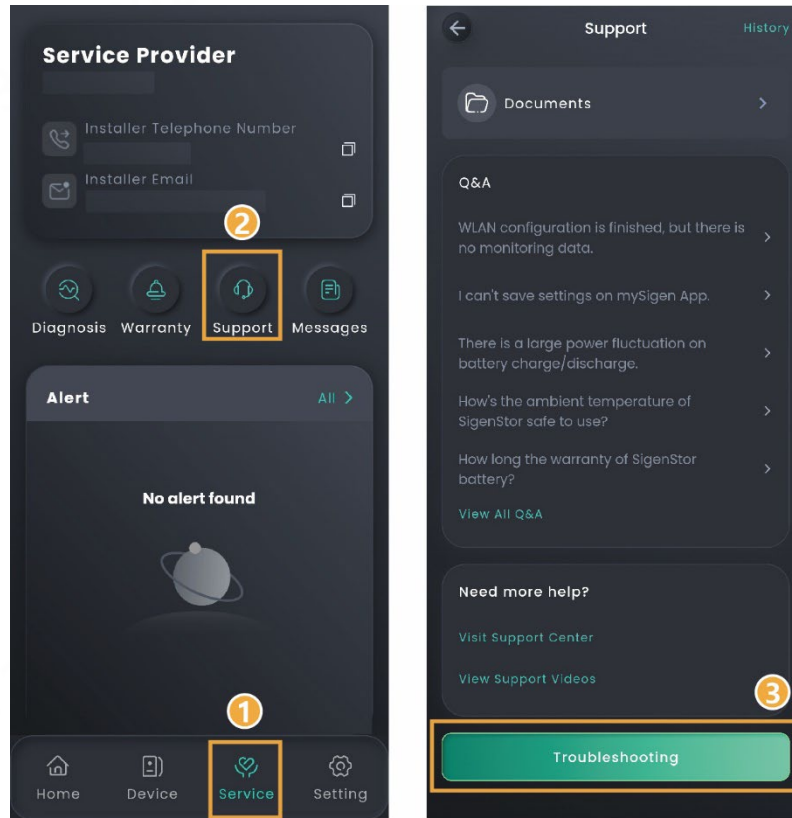 Service Provider
Installer Telephone Number
Installer Email
2
Diagnosis Warranty Support Messages
Alert All >
No alert found
1
Home Device Service Setting
Support History
Documents
Q&A
WLAN configuration is finished, but there is
no monitoring data.
I can't save settings on mySigen App.
There is a large power fluctuation on
battery charge/discharge.
How's the ambient temperature of
SigenStor safe to use?
How long the warranty of SigenStor
battery?
View All Q&A
Need more help?
Visit Support Center
View Support Videos
3
Troubleshooting